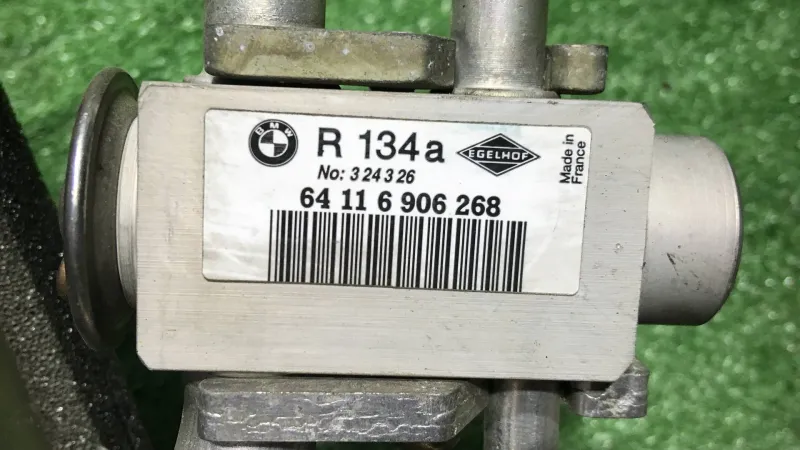 BMW
R 134a
EGELHOF
Made in
France
No: 3 24 3 26
64 11 6 906 268